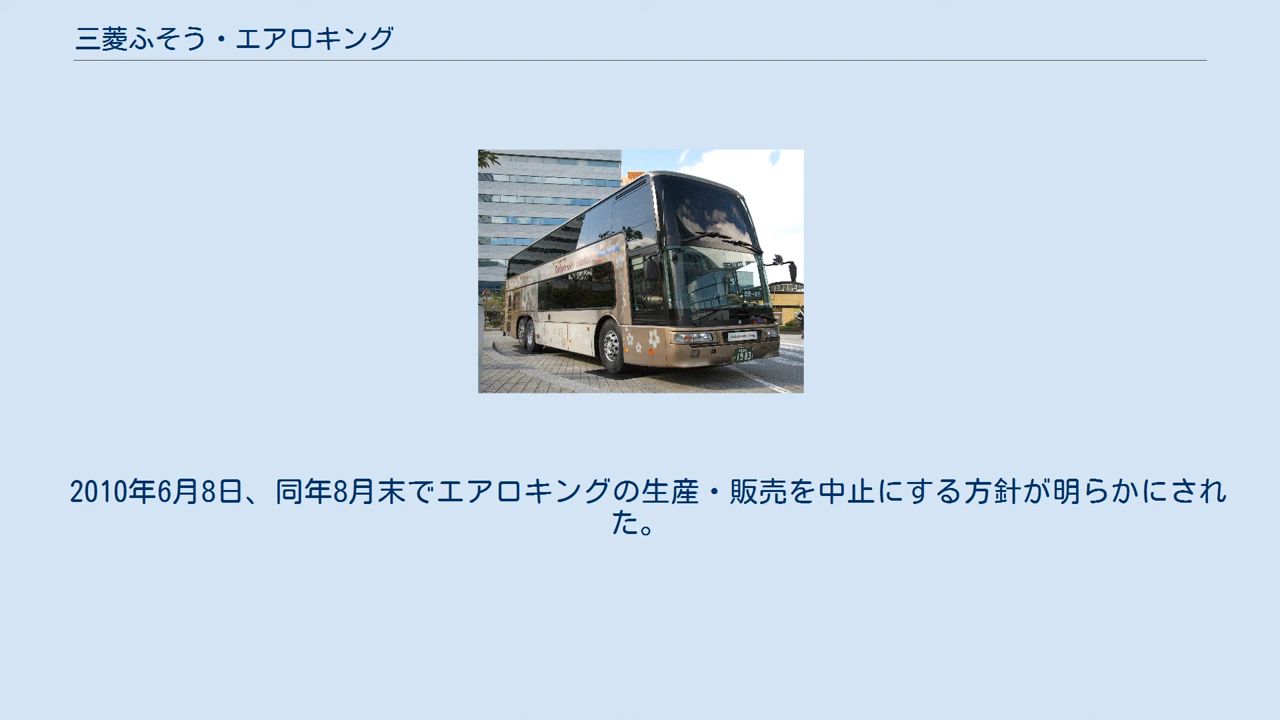 三菱ふそう・エアロキング
1983
2010年6月8日、同年8月末でエアロキングの生産・販売を中止にする方針が明らかにされ
た。